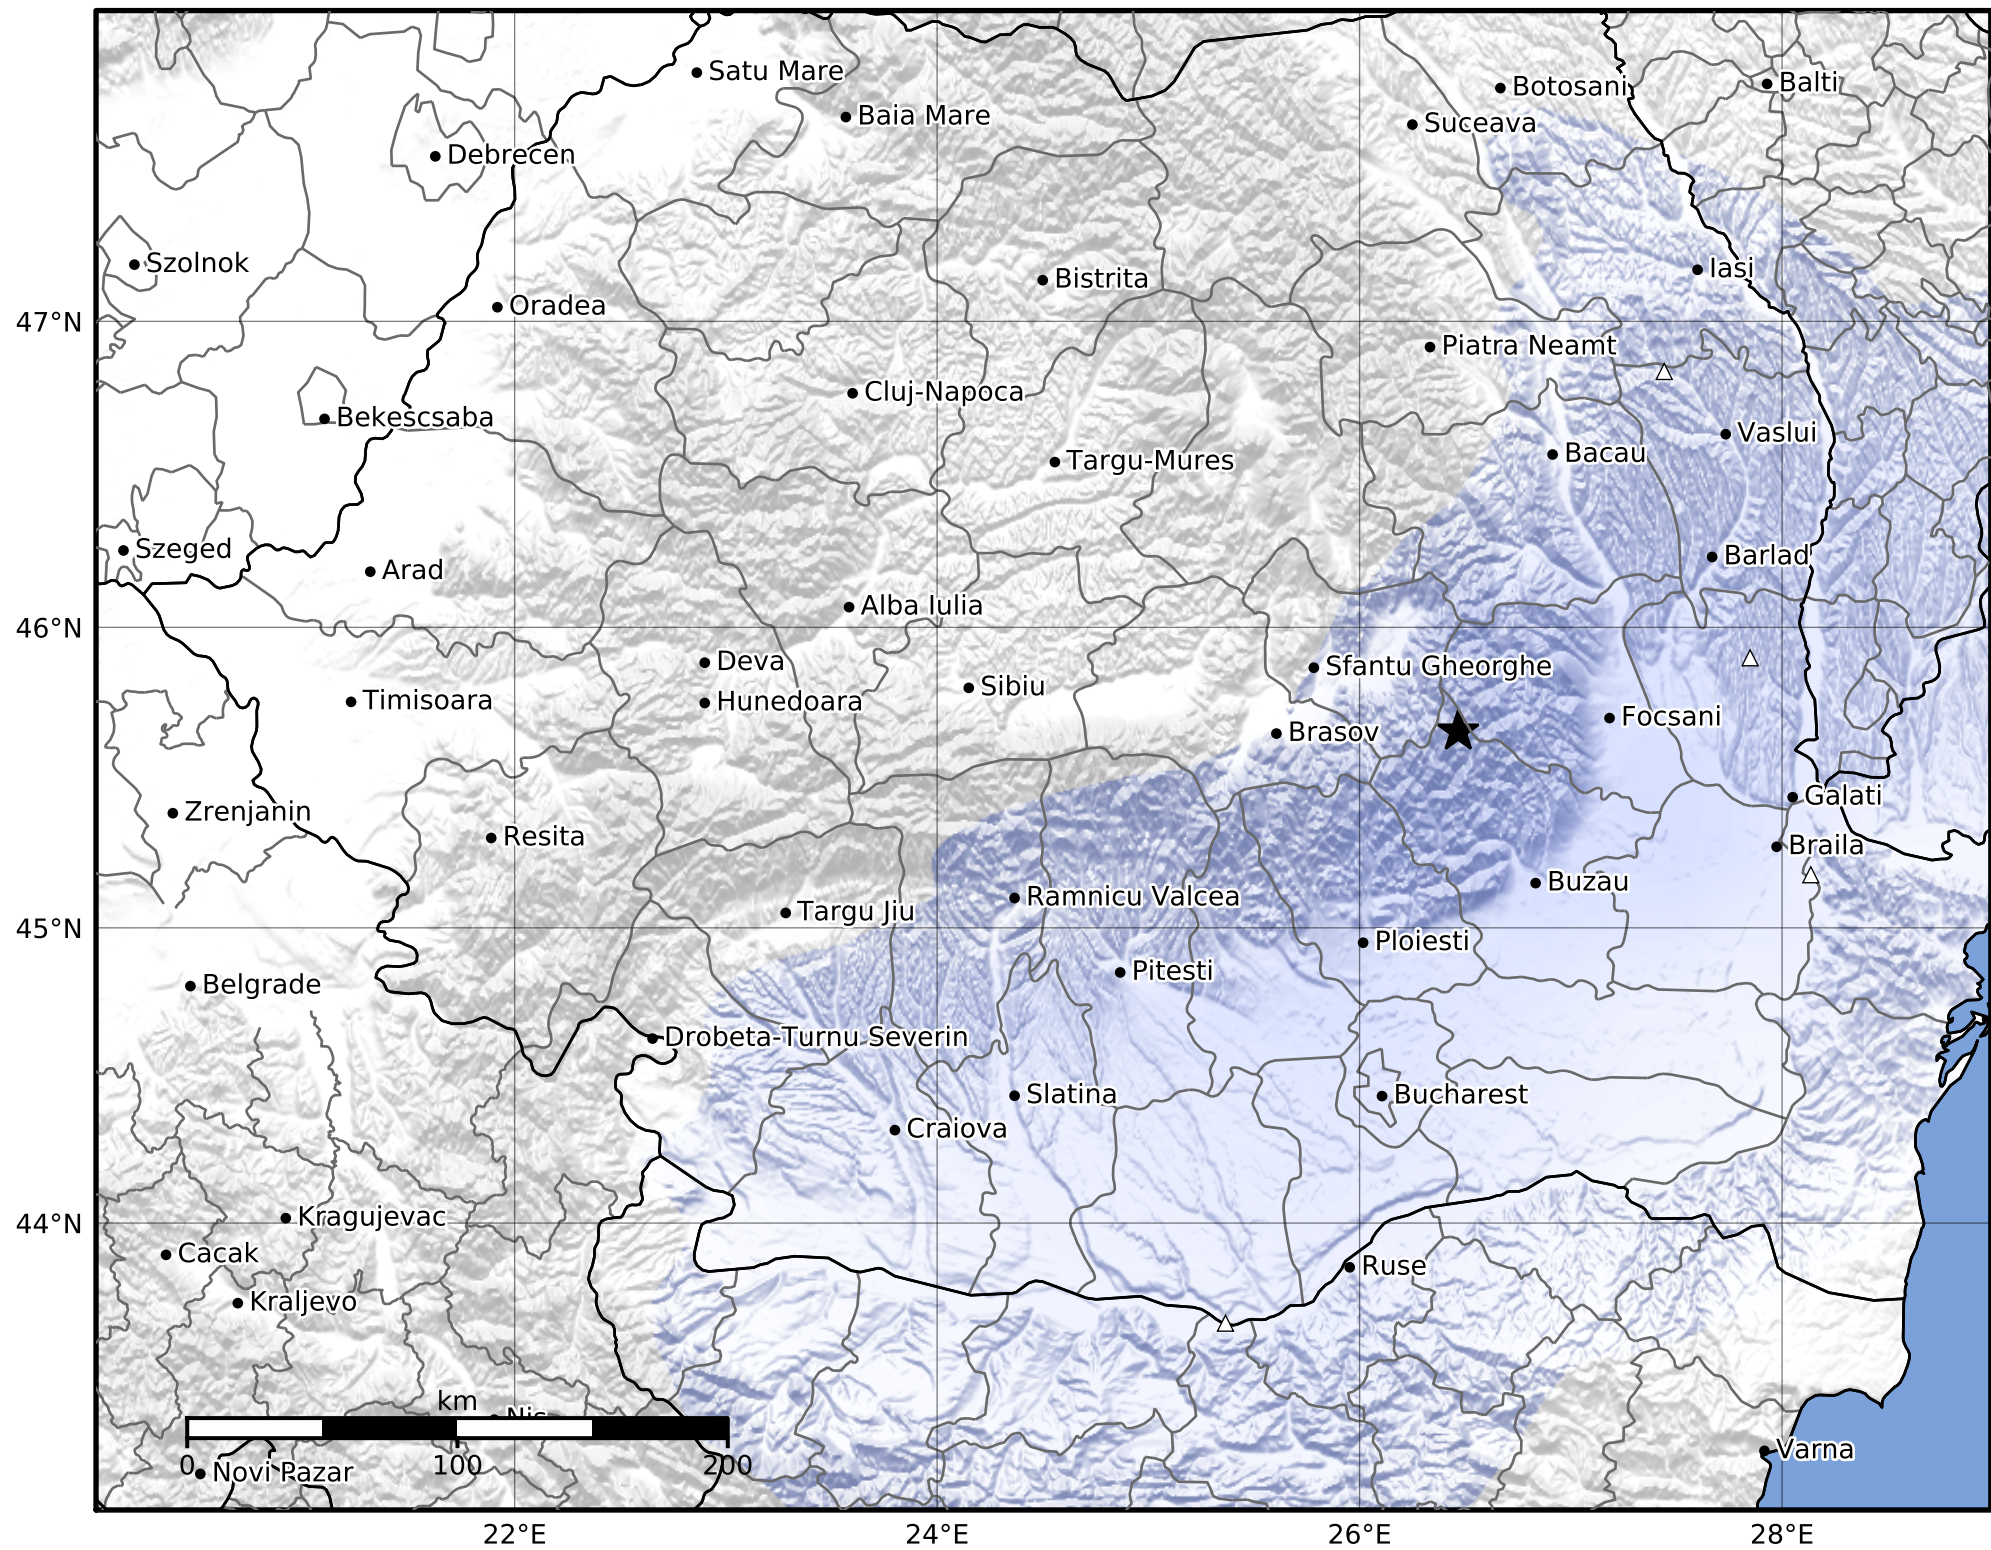 Satu Mare
Botosani
Balti
Baia Mare
Suceava
Debrecen
Szolnok
Iasi
Bistrita
Oradea
47°N
Piatra Neamt
Cluj-Napoca
Bekescsaba
Vaslui
Bacau
Targu-Mures
Szeged
Barlad
Arad
Alba Iulia
46°N
Deva
Sfantu Gheorghe
Sibiu
Timisoara
Hunedoara
Focsani
Brasov
Galati
Zrenjanin
Resita
Braila
Buzau
Ramnicu Valcea
Targu Jiu
45°N
Ploiesti
Pitesti
Belgrade
Drobeta-Turnu Severin
Slatina
Bucharest
Craiova
Kragujevac
44°N
Cacak
Ruse
Kraljevo
km
Nis
Varna
0
100
200
Novi Pazar
22°E
24°E
26°E
28°E